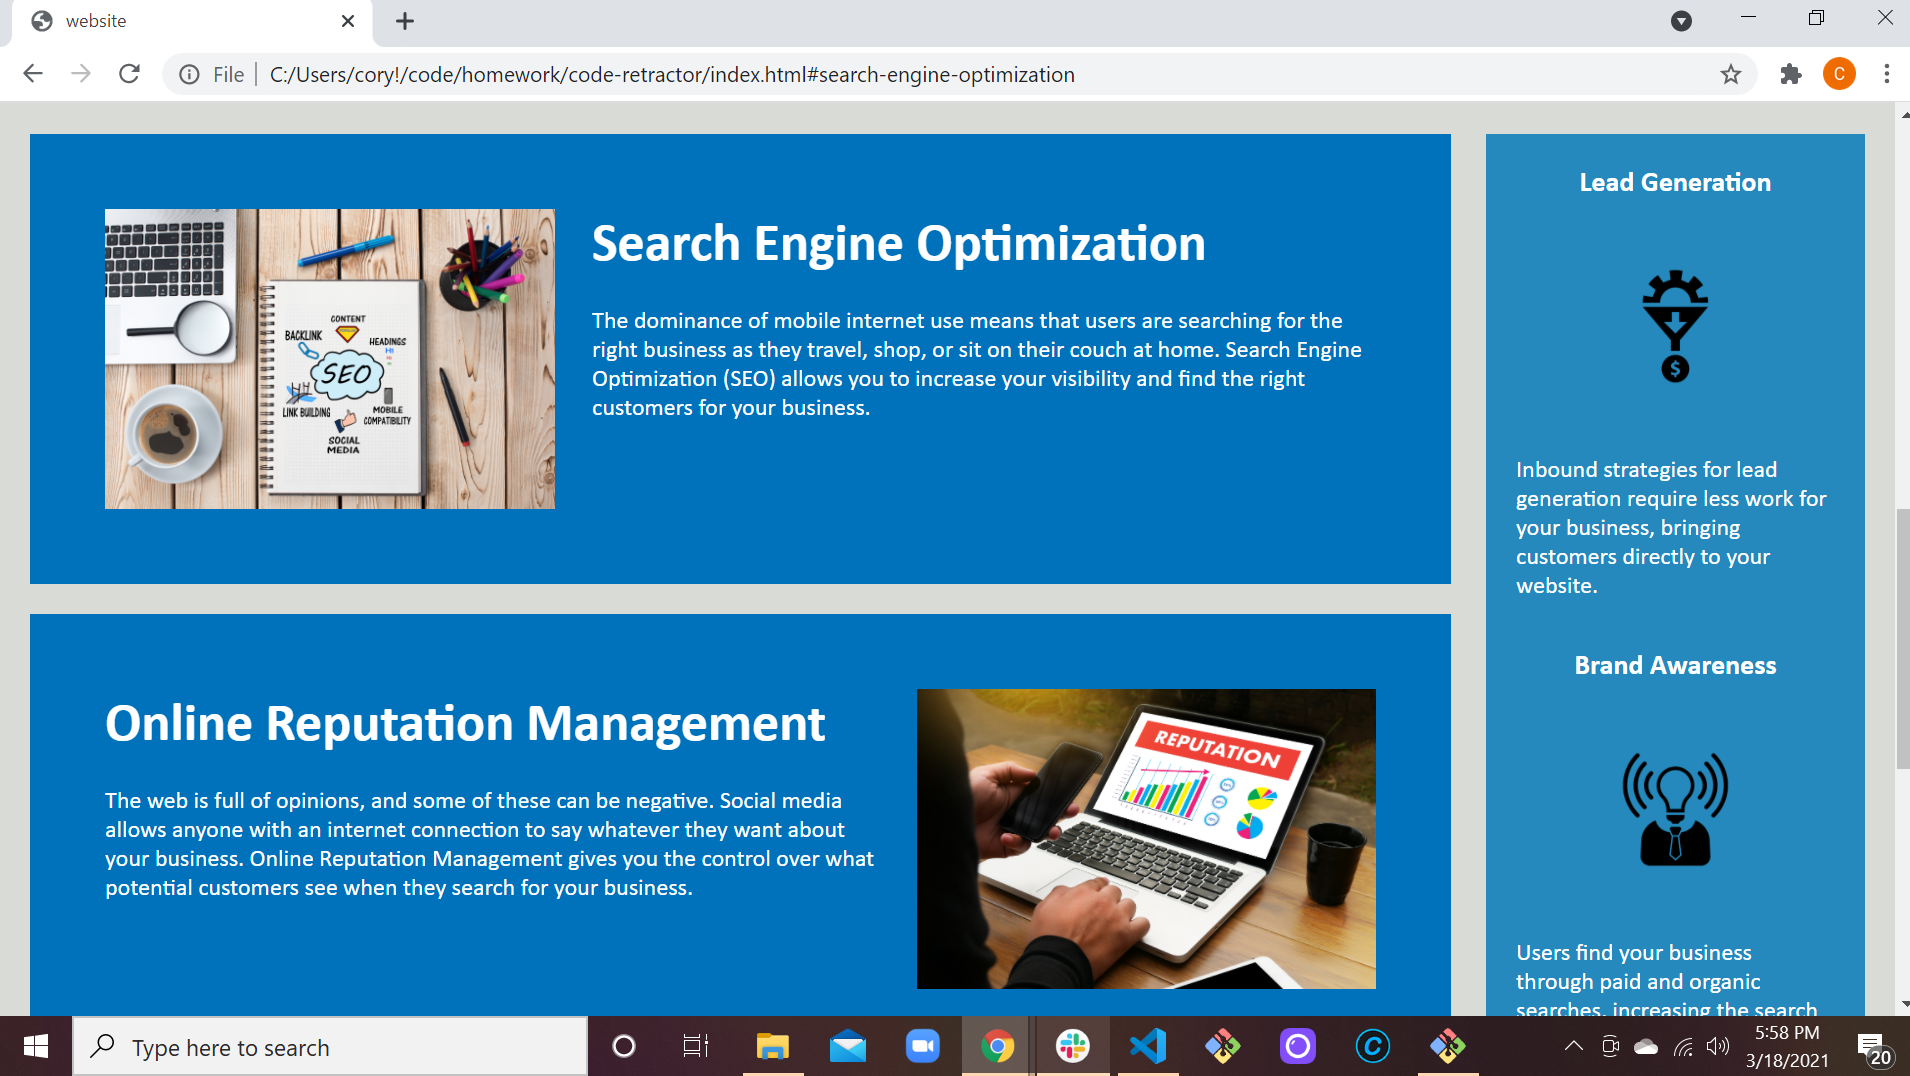 website
File
C:/Users/cory!/code/homework/code-retractor/index.html#search-engine-optimization
C
Search Engine Optimization
The dominance of mobile internet use means that users are searching for the
right business as they travel, shop, or sit on their couch at home. Search Engine
Optimization (SEO) allows you to increase your visibility and find the right
customers for your business.
CONTENT
BACKLINK
HEADINGS
H1
SEO
LINK BUILDING
MOBILE
COMPATIBILITY
SOCIAL
MEDIA
Online Reputation Management
The web is full of opinions, and some of these can be negative. Social media
allows anyone with an internet connection to say whatever they want about
your business. Online Reputation Management gives you the control over what
potential customers see when they search for your business.
REPUTATION
Lead Generation
$
Inbound strategies for lead
generation require less work for
your business, bringing
customers directly to your
website.
Brand Awareness
Users find your business
through paid and organic
searches, increasing the search
Type here to search
5:58 PM
3/18/2021
20